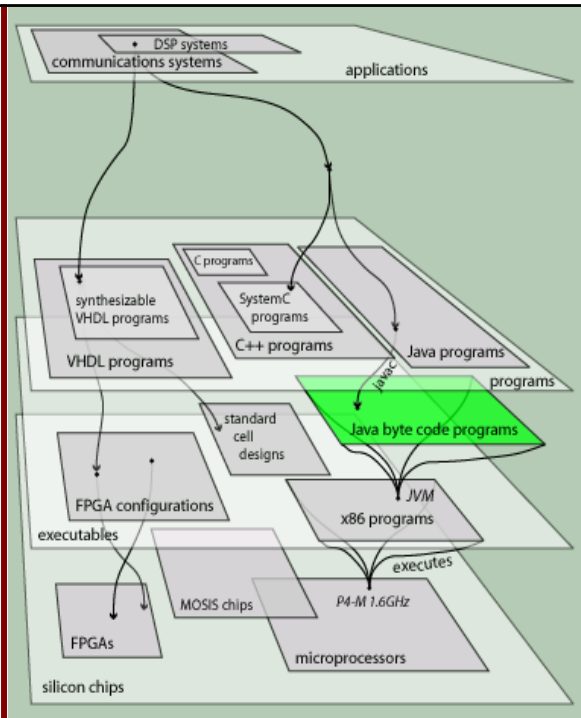 DSP systems
communications systems
applications
C programs
synthesizable
VHDL programs
SystemC
programs
C++ programs
Java programs
VHDL programs
javac
programs
standard
cell
designs
Java byte code programs
FPGA configurations
JVM
x86 programs
executables
executes
MOSIS chips
P4-M 1.6GHz
FPGAs
microprocessors
silicon chips